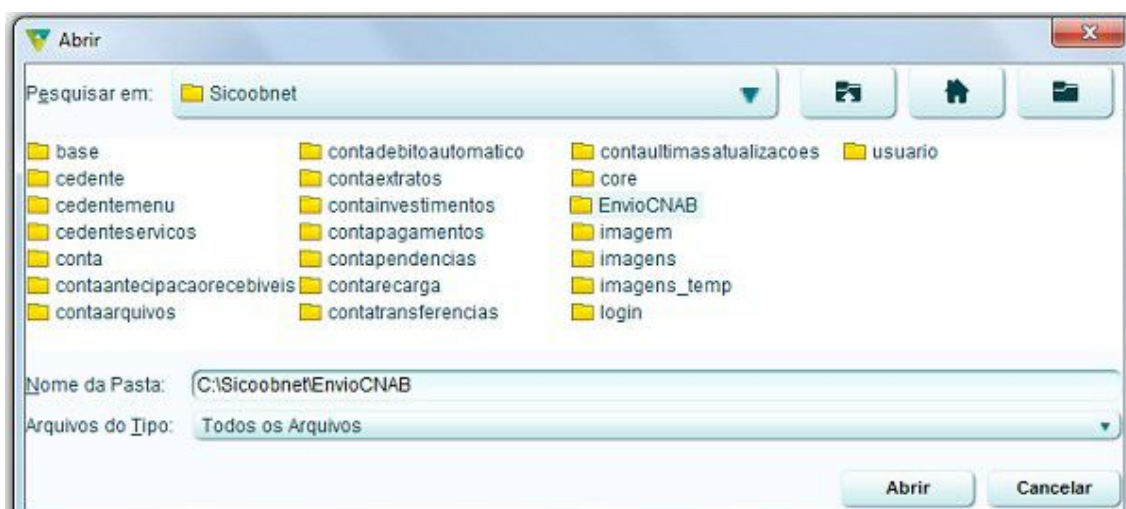 Abrir
Pesquisar em: Sicoobnet
base contadebitoautomatico contaultimasatualizacoes usuario
cedente contaextratos core
cedentemenu containvestimentos EnvioCNAB
cedenteservicos contapagamentos imagem
conta contapendencias imagens
contaantecipacaorecebiveis contarecarga imagens_temp
contaarquivos contatransferencias login
Nome da Pasta: C:\Sicoobnet\EnvioCNAB
Arquivos do Tipo: Todos os Arquivos
Abrir Cancelar